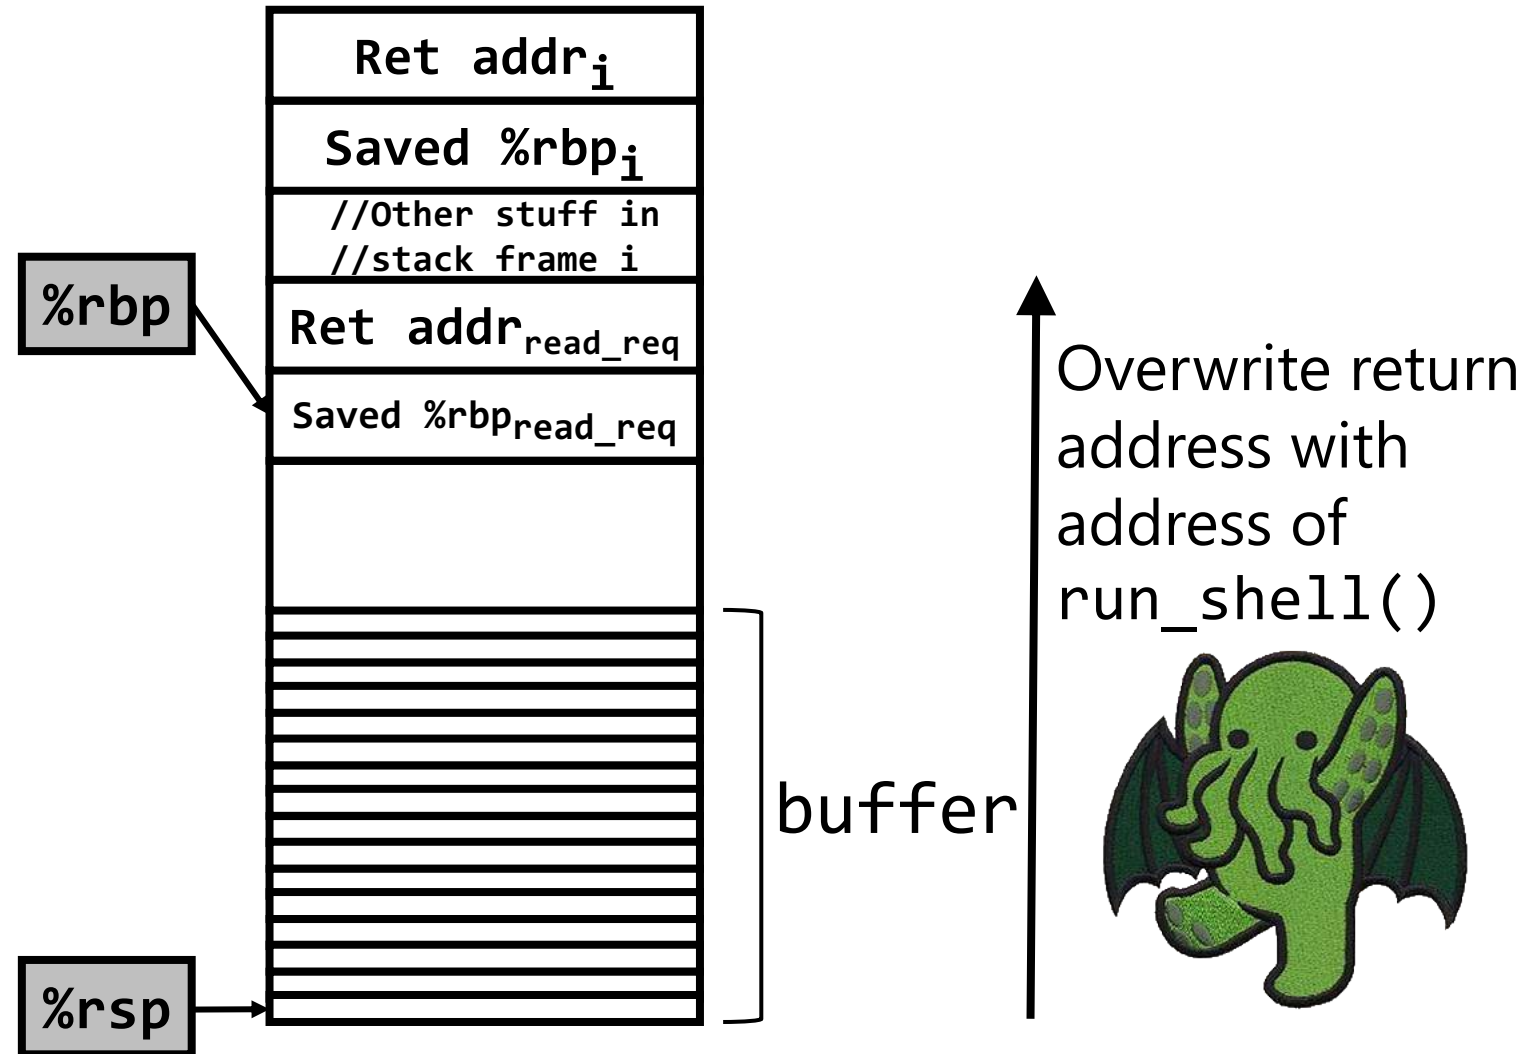 Ret addri
Saved %rbpi
//Other stuff in
//stack frame i
%rbp
Ret addrread_req
Saved %rbpread_req
Overwrite return
address with
address of
run_shell()
buffer
%rsp